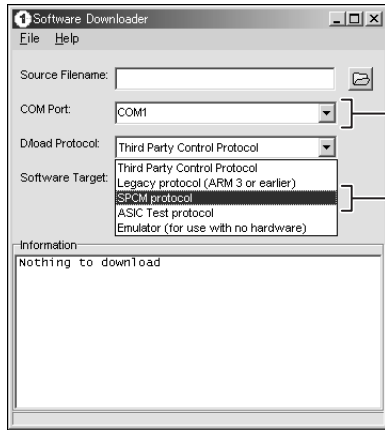 1 Software Downloader
File Help
Source Filename:
COM Port: COM1
D/load Protocol: Third Party Control Protocol
Third Party Control Protocol
Software Target: Legacy protocol (ARM 3 or earlier)
SPCM protocol
ASIC Test protocol
Emulator (for use with no hardware)
Information
Nothing to download